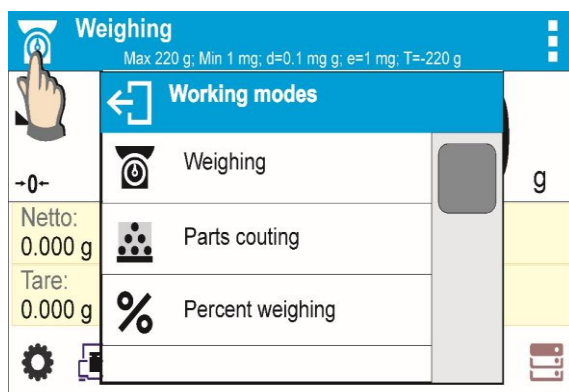 Weighing
Max 220 g; Min 1 mg; d=0.1 mg g; e=1 mg; T=-220 g
Working modes
Weighing
→0← g
Netto:
0.000 g
Parts couting
Tare:
0.000 g
% Percent weighing